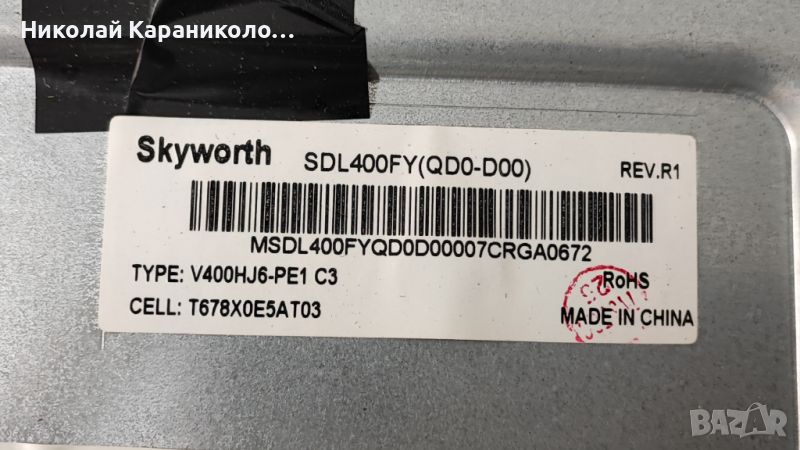 Николай Караниколо...
Skyworth SDL400FY(QD0-D00) REV.R1
MSDL400FYQD0D00007CRGA0672
TYPE: V400HJ6-PE1 C3 RoHS
CELL: T678X0E5AT03 MADE IN CHINA
BAZAR